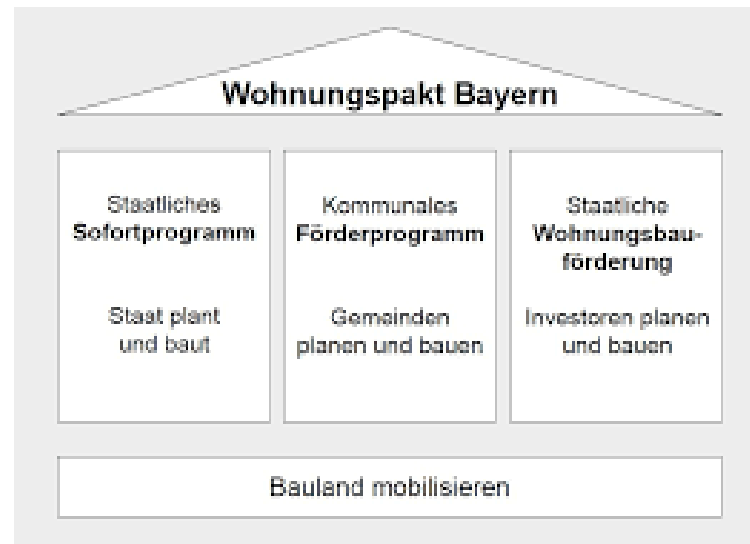 Wohnungspakt Bayern
Staatliches
Sofortprogramm
Staat plant
und baut
Kommunales
Förderprogramm
Gemeinden
planen und bauen
Staatliche
Wohnungsbau-
förderung
Investoren planen
und bauen
Bauland mobilisieren